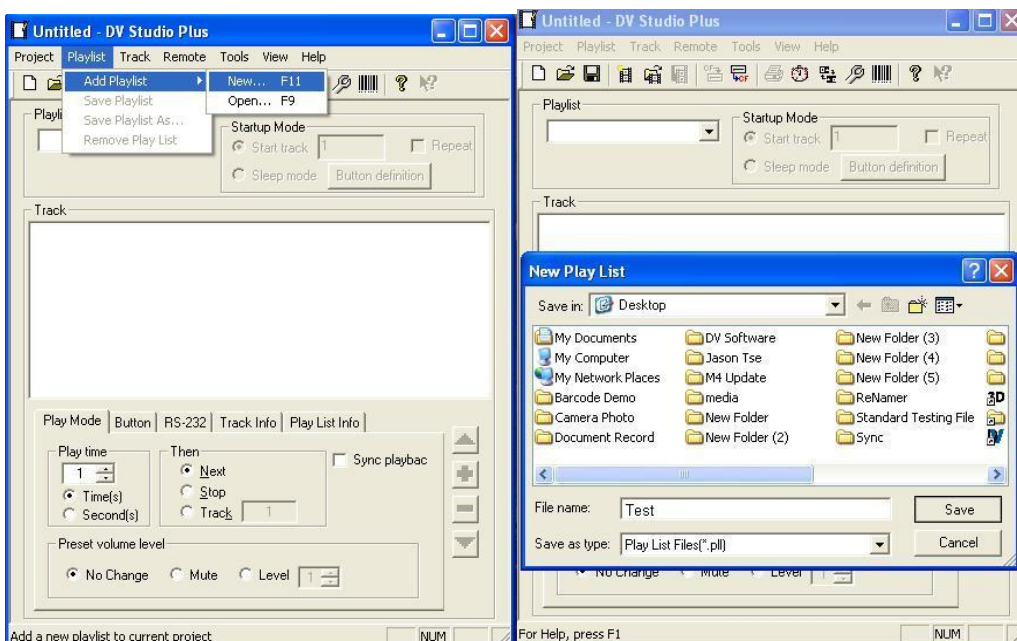 Untitled - DV Studio Plus
Project Playlist Track Remote Tools View Help
Add Playlist
Save Playlist
Save Playlist As...
Remove Play List
New... F11
Open... F9
Startup Mode
Start track 1 Repeat
Sleep mode Button definition
Track
Play Mode Button RS-232 Track Info Play List Info
Play time
1
Time(s)
Second(s)
Then
Next
Stop
Track 1
Sync playbac
Preset volume level
No Change Mute Level 1
Add a new playlist to current project NUM
Untitled - DV Studio Plus
Project Playlist Track Remote Tools View Help
Playlist
Startup Mode
Start track 1 Repeat
Sleep mode Button definition
Track
New Play List
Save in: Desktop
My Documents
My Computer
My Network Places
Barcode Demo
Camera Photo
Document Record
DV Software
Jason Tse
M4 Update
media
New Folder
New Folder (2)
New Folder (3)
New Folder (4)
New Folder (5)
ReNamer
Standard Testing File
Sync
3D
File name: Test Save
Save as type: Play List Files(*.pll) Cancel
No Change Mute Level 1
For Help, press F1 NUM